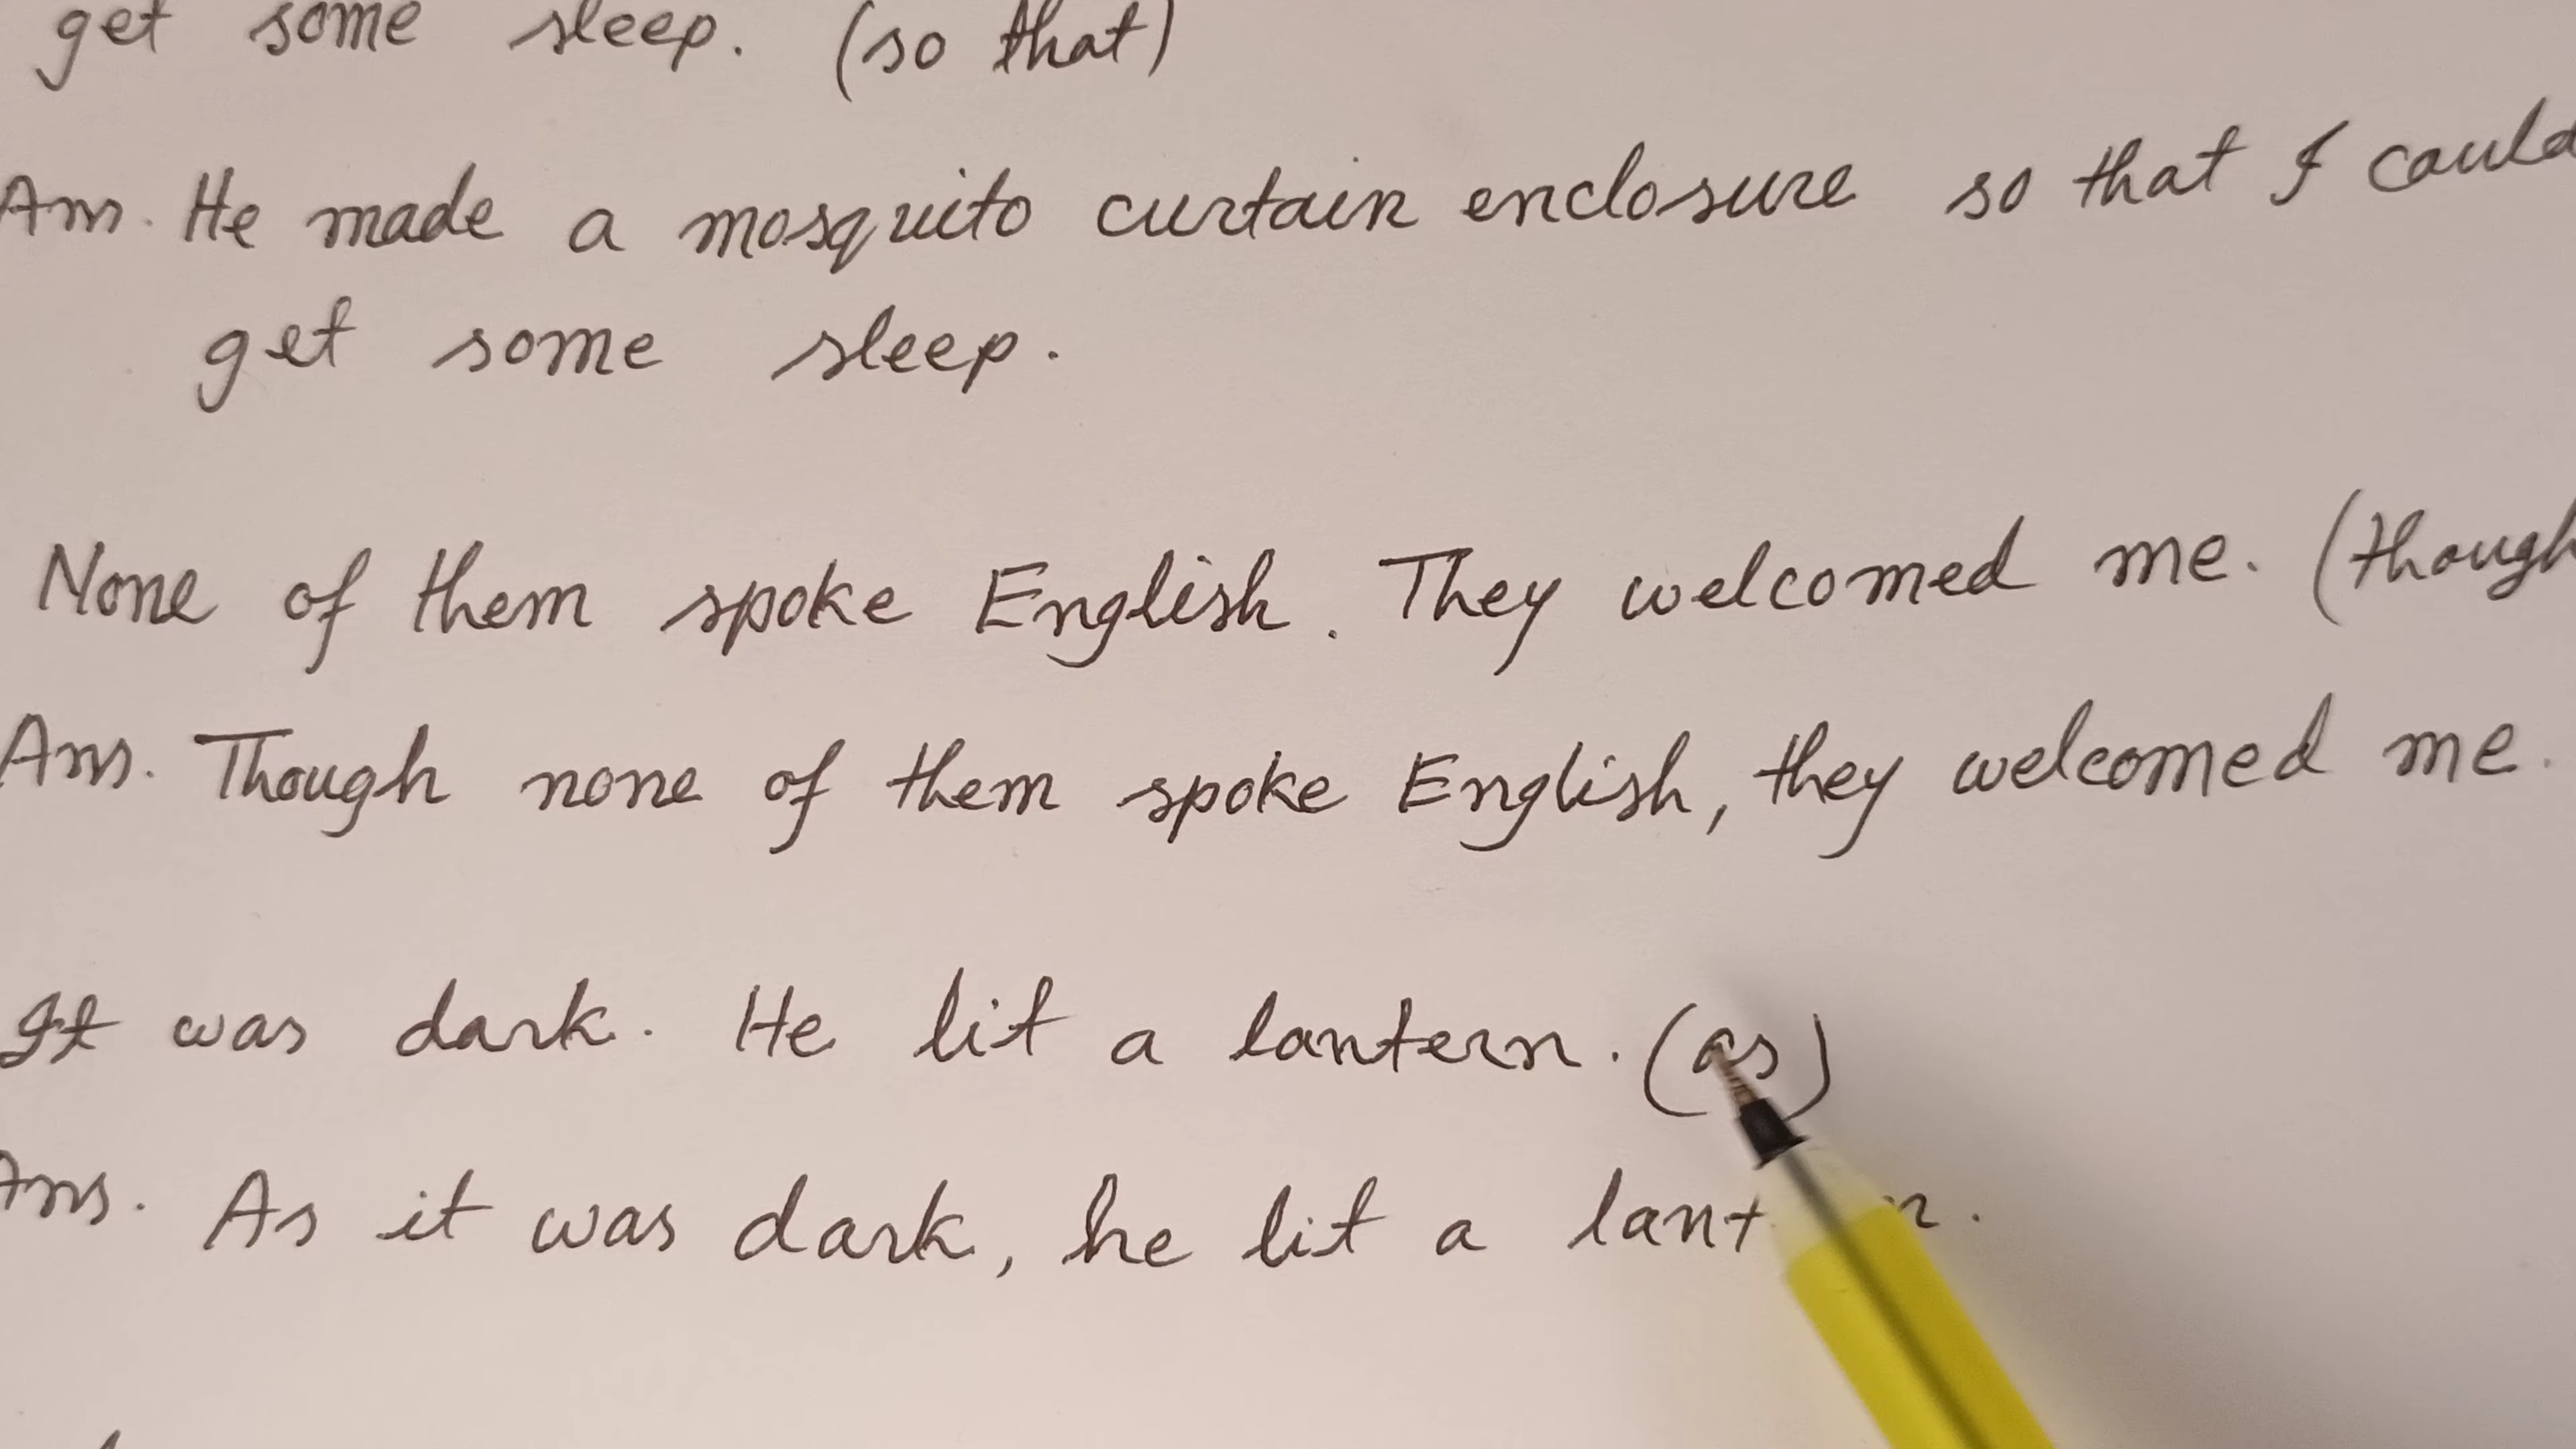 get some sleep. (so that)
Ans. He made a mosquito curtain enclosure so that I could
get some sleep.
None of them spoke English. They welcomed me. (though
Ans. Though none of them spoke English, they welcomed me.
It was dark. He lit a lantern. (as)
Ans. As it was dark, he lit a